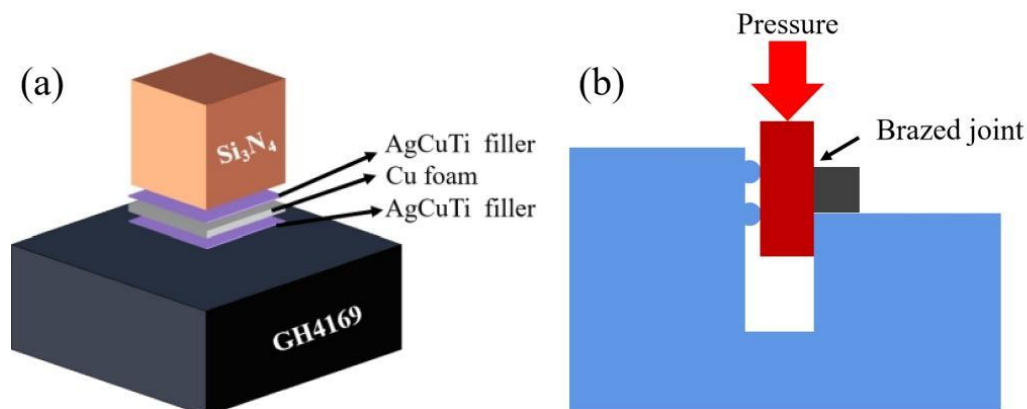 (a)
Si₃N₄
AgCuTi filler
Cu foam
AgCuTi filler
GH4169
(b)
Pressure
Brazed joint